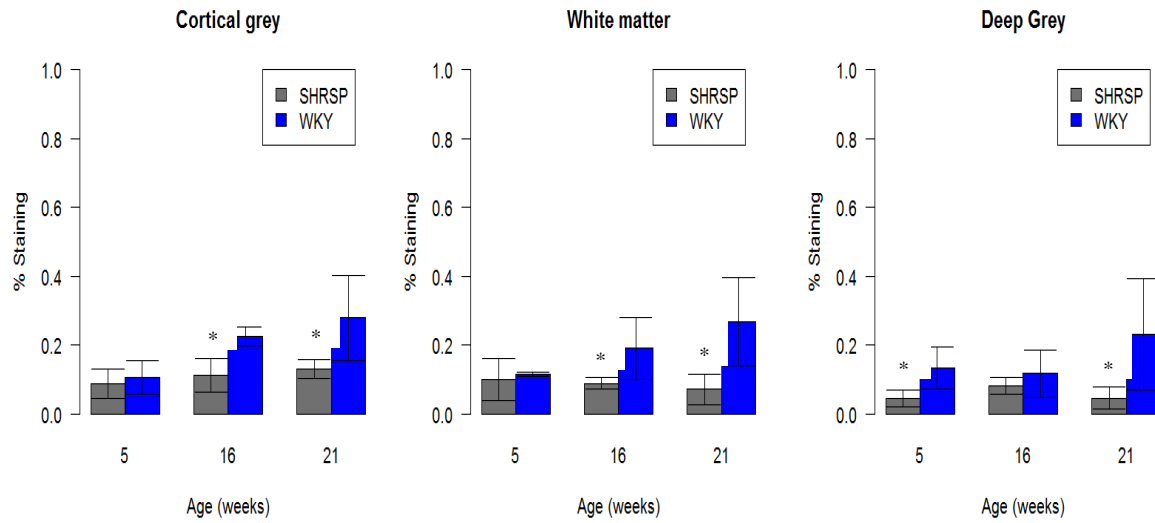 Cortical grey
% Staining
1.0
0.8
0.6
0.4
0.2
0.0
SHRSP
WKY
*
*
5
16
21
Age (weeks)
White matter
% Staining
1.0
0.8
0.6
0.4
0.2
0.0
SHRSP
WKY
*
*
5
16
21
Age (weeks)
Deep Grey
% Staining
1.0
0.8
0.6
0.4
0.2
0.0
SHRSP
WKY
*
*
5
16
21
Age (weeks)